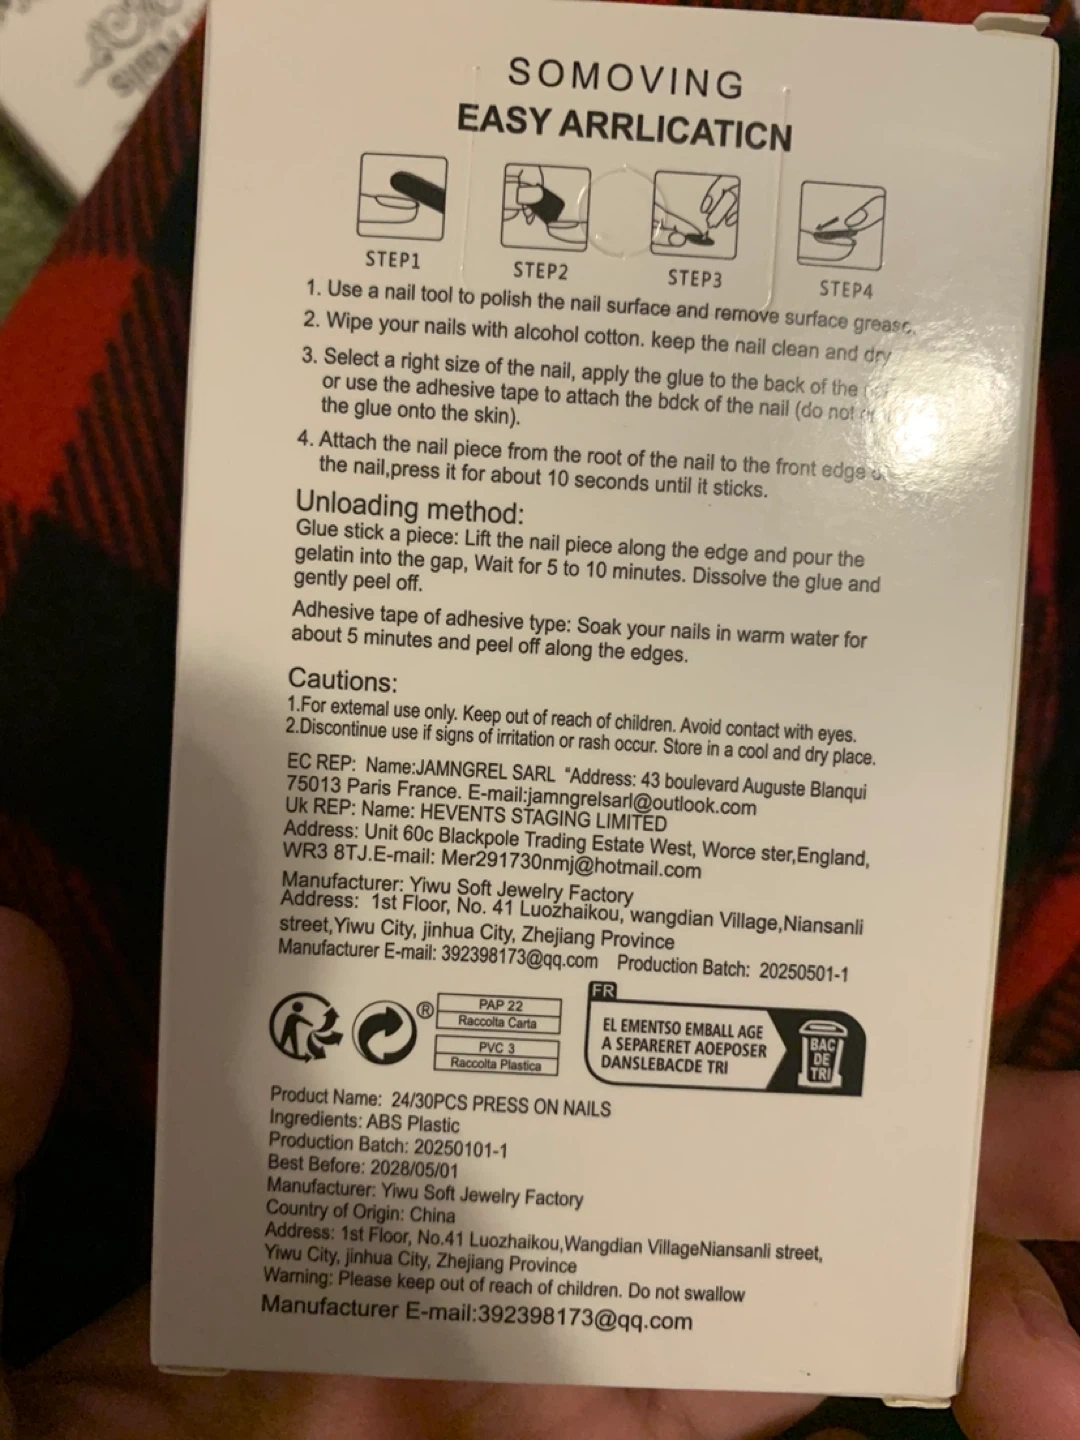 SOMOVING
EASY ARRLICATICN
STEP1 STEP2 STEP3 STEP4
1. Use a nail tool to polish the nail surface and remove surface grease.
2. Wipe your nails with alcohol cotton. keep the nail clean and dry
3. Select a right size of the nail, apply the glue to the back of the
or use the adhesive tape to attach the bdck of the nail (do not
the glue onto the skin).
4. Attach the nail piece from the root of the nail to the front edge
the nail,press it for about 10 seconds until it sticks.
Unloading method:
Glue stick a piece: Lift the nail piece along the edge and pour the
gelatin into the gap, Wait for 5 to 10 minutes. Dissolve the glue and
gently peel off.
Adhesive tape of adhesive type: Soak your nails in warm water for
about 5 minutes and peel off along the edges.
Cautions:
1.For extemal use only. Keep out of reach of children. Avoid contact with eyes.
2.Discontinue use if signs of irritation or rash occur. Store in a cool and dry place.
EC REP: Name:JAMNGREL SARL "Address: 43 boulevard Auguste Blanqui
75013 Paris France. E-mail:jamngrelsarl@outlook.com
Uk REP: Name: HEVENTS STAGING LIMITED
Address: Unit 60c Blackpole Trading Estate West, Worce ster,England,
WR3 8TJ.E-mail: Mer291730nmj@hotmail.com
Manufacturer: Yiwu Soft Jewelry Factory
Address: 1st Floor, No. 41 Luozhaikou, wangdian Village,Niansanli
street,Yiwu City, jinhua City, Zhejiang Province
Manufacturer E-mail: 392398173@qq.com Production Batch: 20250501-1
®
PAP 22
Raccolta Carta
PVC 3
Raccolta Plastica
FR
EL EMENTSO EMBALL AGE
A SEPARERET AOEPOSER
DANSLEBACDE TRI
BAC
DE
TRI
Product Name: 24/30PCS PRESS ON NAILS
Ingredients: ABS Plastic
Production Batch: 20250101-1
Best Before: 2028/05/01
Manufacturer: Yiwu Soft Jewelry Factory
Country of Origin: China
Address: 1st Floor, No.41 Luozhaikou,Wangdian VillageNiansanli street,
Yiwu City, jinhua City, Zhejiang Province
Warning: Please keep out of reach of children. Do not swallow
Manufacturer E-mail:392398173@qq.com